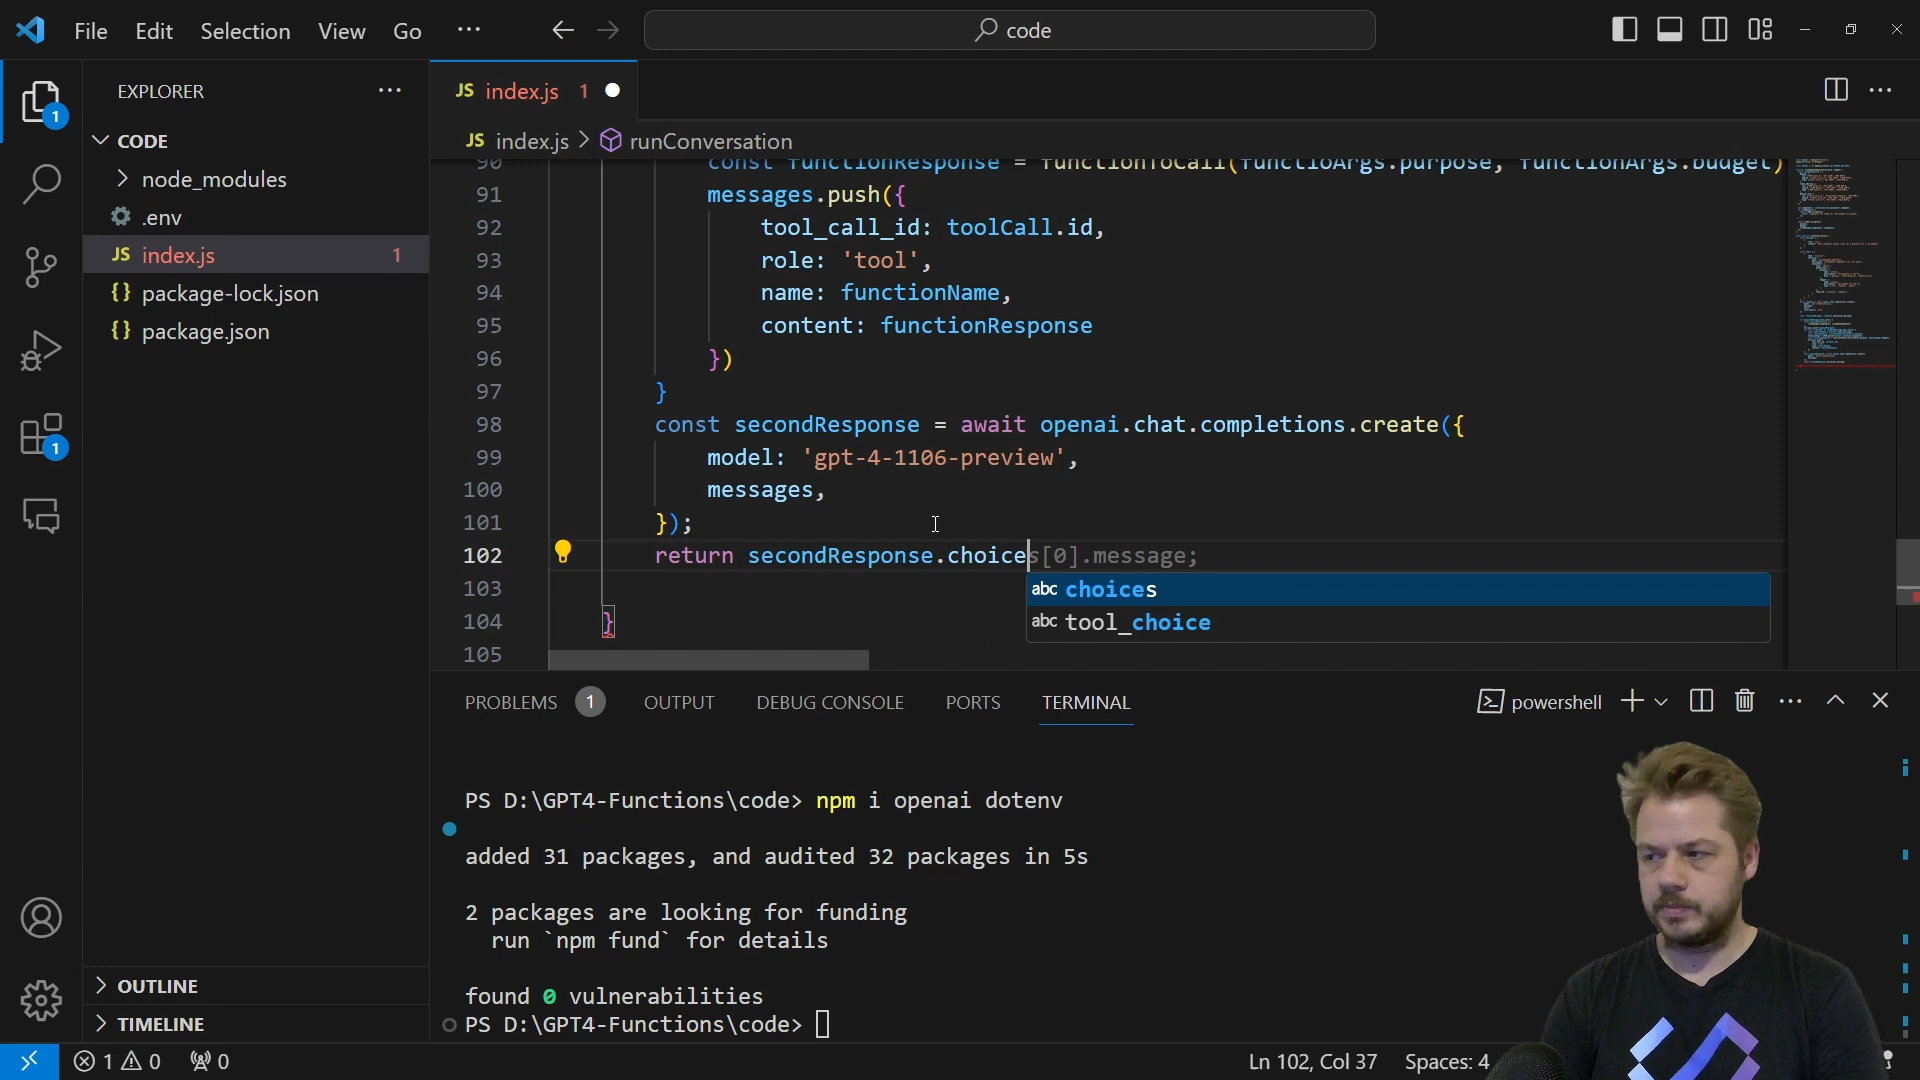 File Edit Selection View Go ···
code
EXPLORER ···
CODE
node_modules
.env
JS index.js 1
{} package-lock.json
{} package.json
OUTLINE
TIMELINE
1
1
JS index.js 1
JS index.js > runConversation
90 const functionResponse = functionToCall(functioArgs.purpose, functionArgs.budget)
91 messages.push({
92 tool_call_id: toolCall.id,
93 role: 'tool',
94 name: functionName,
95 content: functionResponse
96 })
97 }
98 const secondResponse = await openai.chat.completions.create({
99 model: 'gpt-4-1106-preview',
100 messages,
101 });
102 return secondResponse.choices[0].message;
103
104 }
105
abc choices
abc tool_choice
PROBLEMS 1 OUTPUT DEBUG CONSOLE PORTS TERMINAL
powershell
PS D:\GPT4-Functions\code> npm i openai dotenv
added 31 packages, and audited 32 packages in 5s
2 packages are looking for funding
run `npm fund` for details
found 0 vulnerabilities
PS D:\GPT4-Functions\code>
1 0 0
Ln 102, Col 37 Spaces: 4